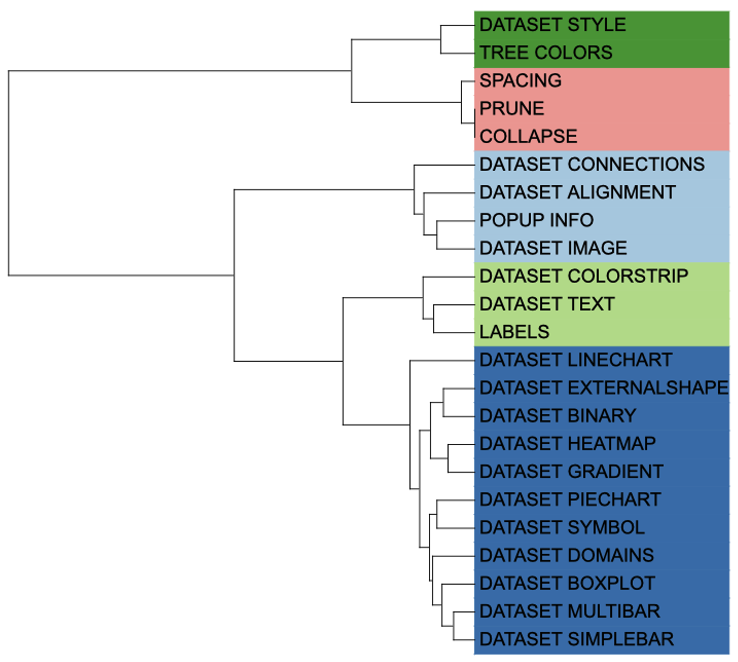 DATASET STYLE
TREE COLORS
SPACING
PRUNE
COLLAPSE
DATASET CONNECTIONS
DATASET ALIGNMENT
POPUP INFO
DATASET IMAGE
DATASET COLORSTRIP
DATASET TEXT
LABELS
DATASET LINECHART
DATASET EXTERNALSHAPE
DATASET BINARY
DATASET HEATMAP
DATASET GRADIENT
DATASET PIECHART
DATASET SYMBOL
DATASET DOMAINS
DATASET BOXPLOT
DATASET MULTIBAR
DATASET SIMPLEBAR